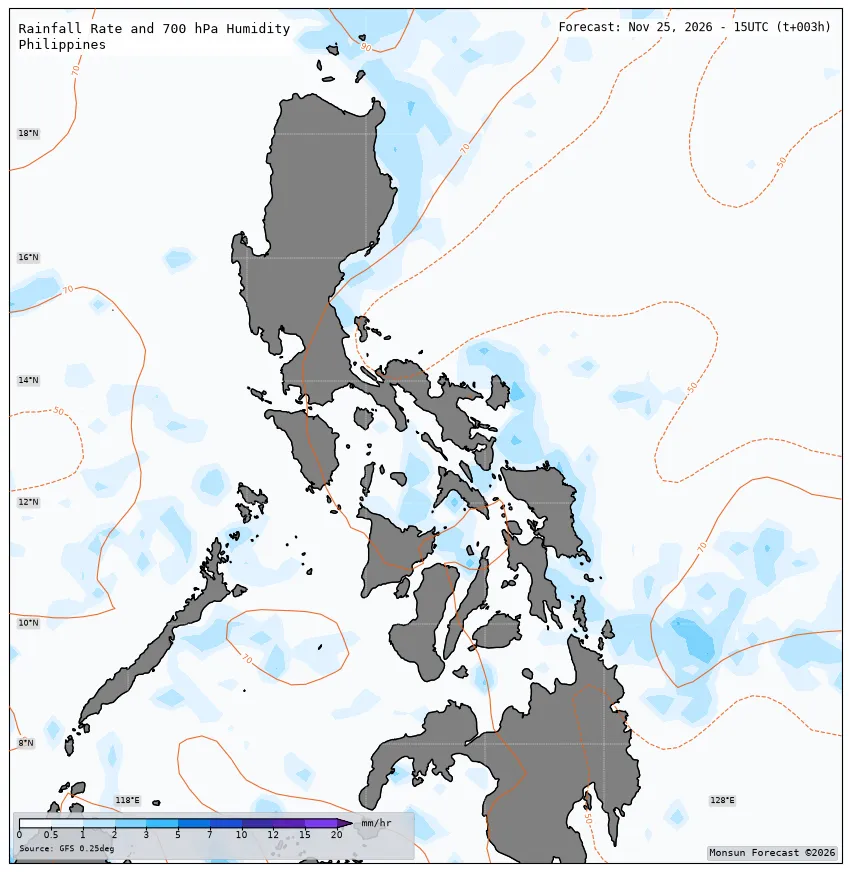 Rainfall Rate and 700 hPa Humidity
Philippines
Forecast: Nov 25, 2026 - 15UTC (t+003h)
90
70
70
50
18°N
16°N
70
14°N
50
50
12°N
70
10°N
70
8°N
118°E
128°E
50
0 0.5 1 2 3 5 7 10 12 15 20 mm/hr
Source: GFS 0.25deg
Monsun Forecast ©2026